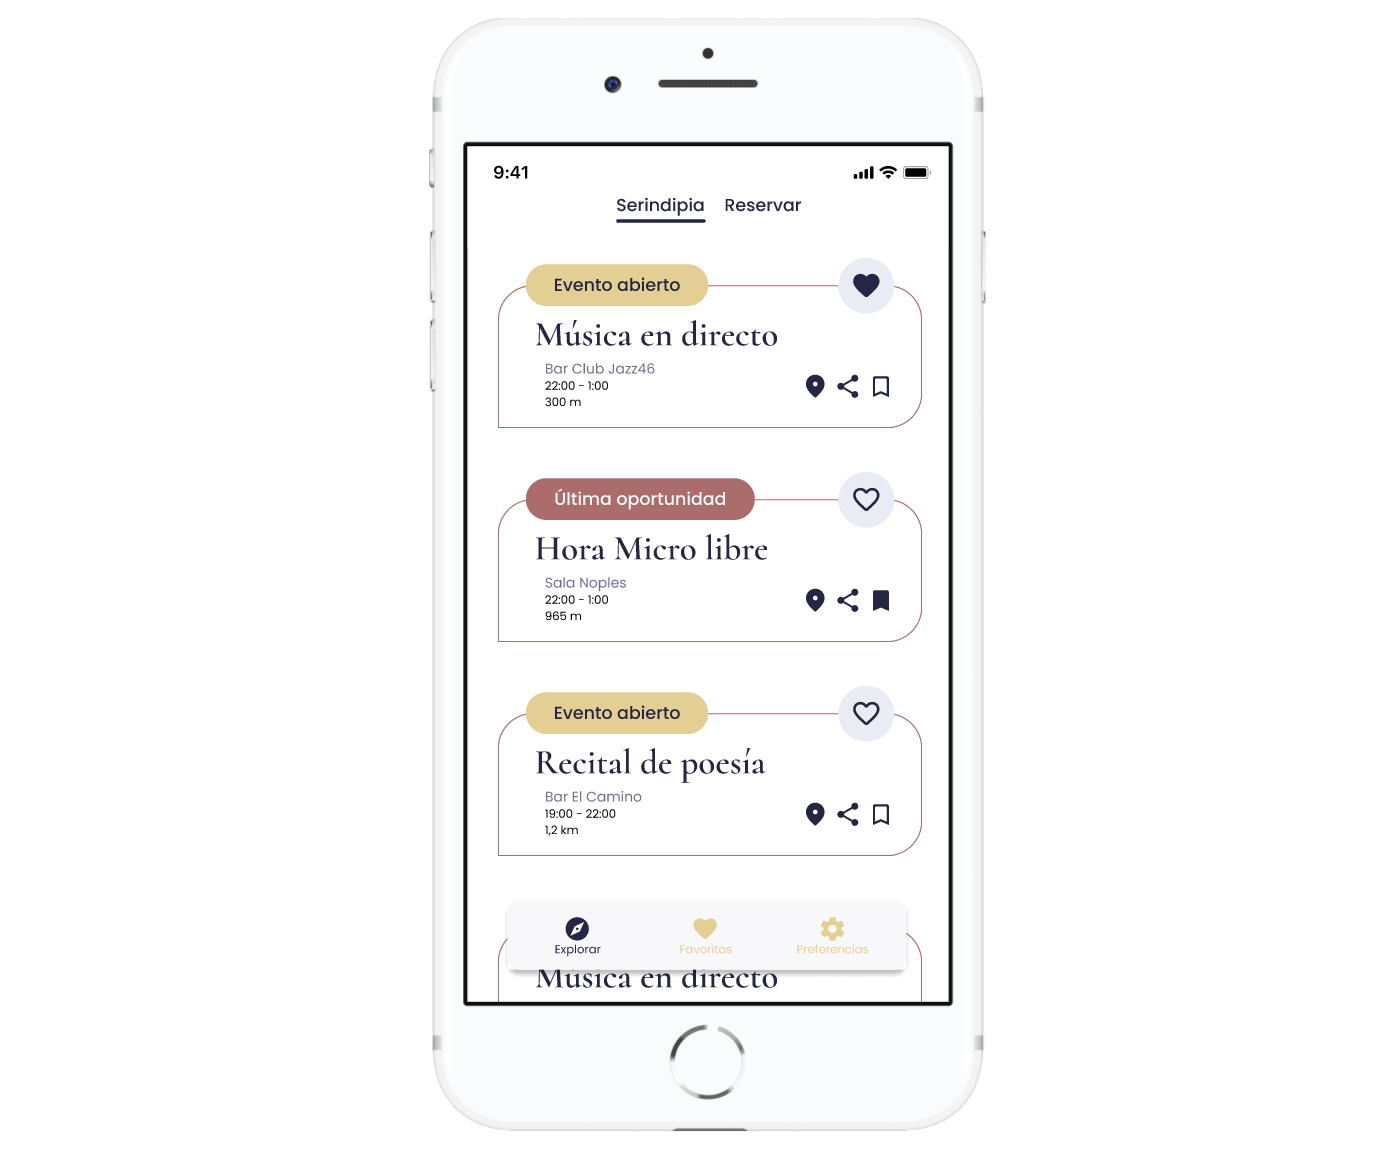 9:41
Serindipia Reservar
Evento abierto
Música en directo
Bar Club Jazz46
22:00 - 1:00
300 m
Última oportunidad
Hora Micro libre
Sala Noples
22:00 - 1:00
965 m
Evento abierto
Recital de poesía
Bar El Camino
19:00 - 22:00
1,2 km
Explorar Favoritos Preferencias
Música en directo